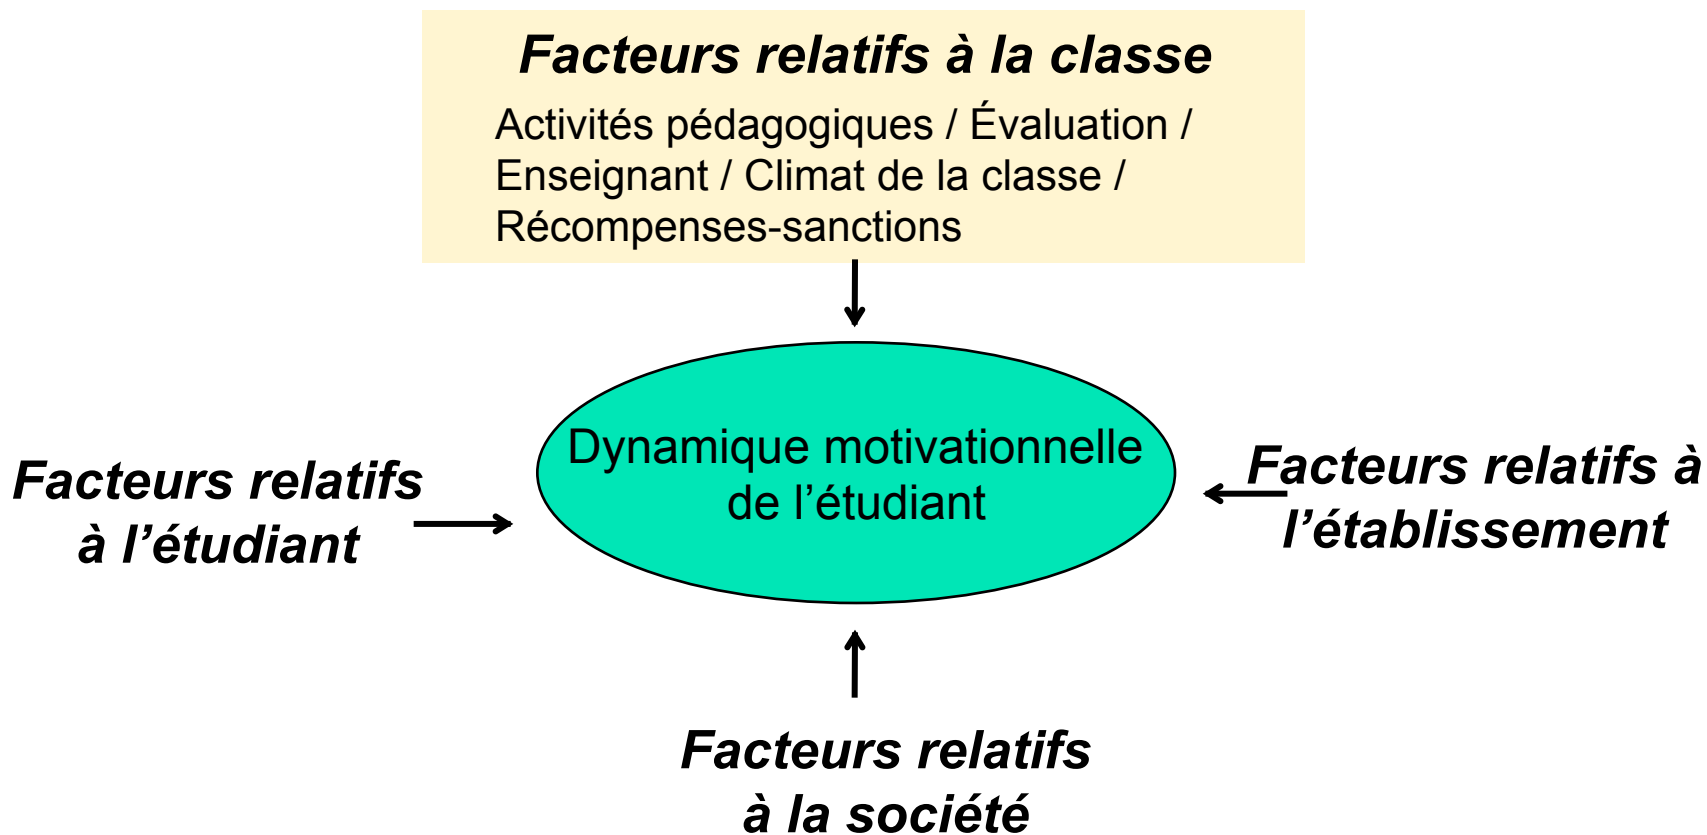 Facteurs relatifs à la classe
Activités pédagogiques / Évaluation /
Enseignant / Climat de la classe /
Récompenses-sanctions
Dynamique motivationnelle
de l’étudiant
Facteurs relatifs
à l’étudiant
Facteurs relatifs à
l’établissement
Facteurs relatifs
à la société